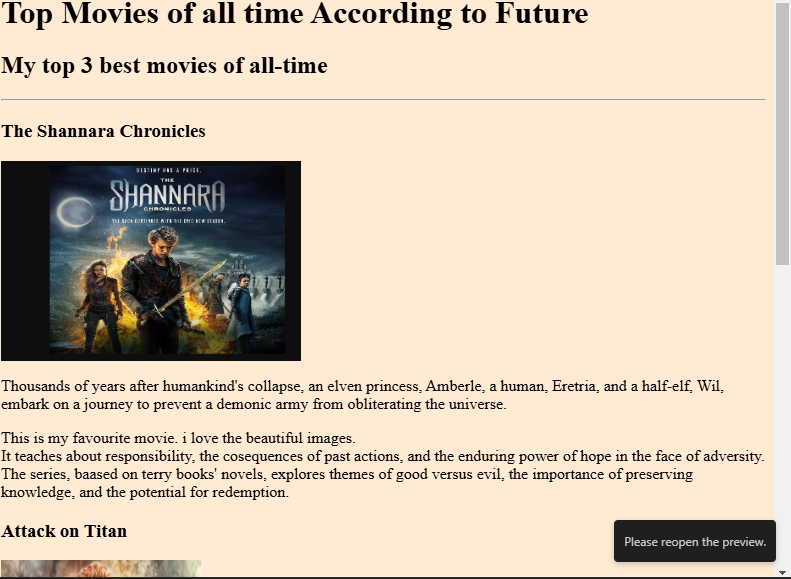 Top Movies of all time According to Future
My top 3 best movies of all-time
The Shannara Chronicles
DESTINY HAS A PRICE.
THE
SHANNARA
CHRONICLES
THE SAGA CONTINUES WITH THE EPIC NEW SEASON.
Thousands of years after humankind's collapse, an elven princess, Amberle, a human, Eretria, and a half-elf, Wil,
embark on a journey to prevent a demonic army from obliterating the universe.
This is my favourite movie. i love the beautiful images.
It teaches about responsibility, the cosequences of past actions, and the enduring power of hope in the face of adversity.
The series, baased on terry books' novels, explores themes of good versus evil, the importance of preserving
knowledge, and the potential for redemption.
Attack on Titan
Please reopen the preview.